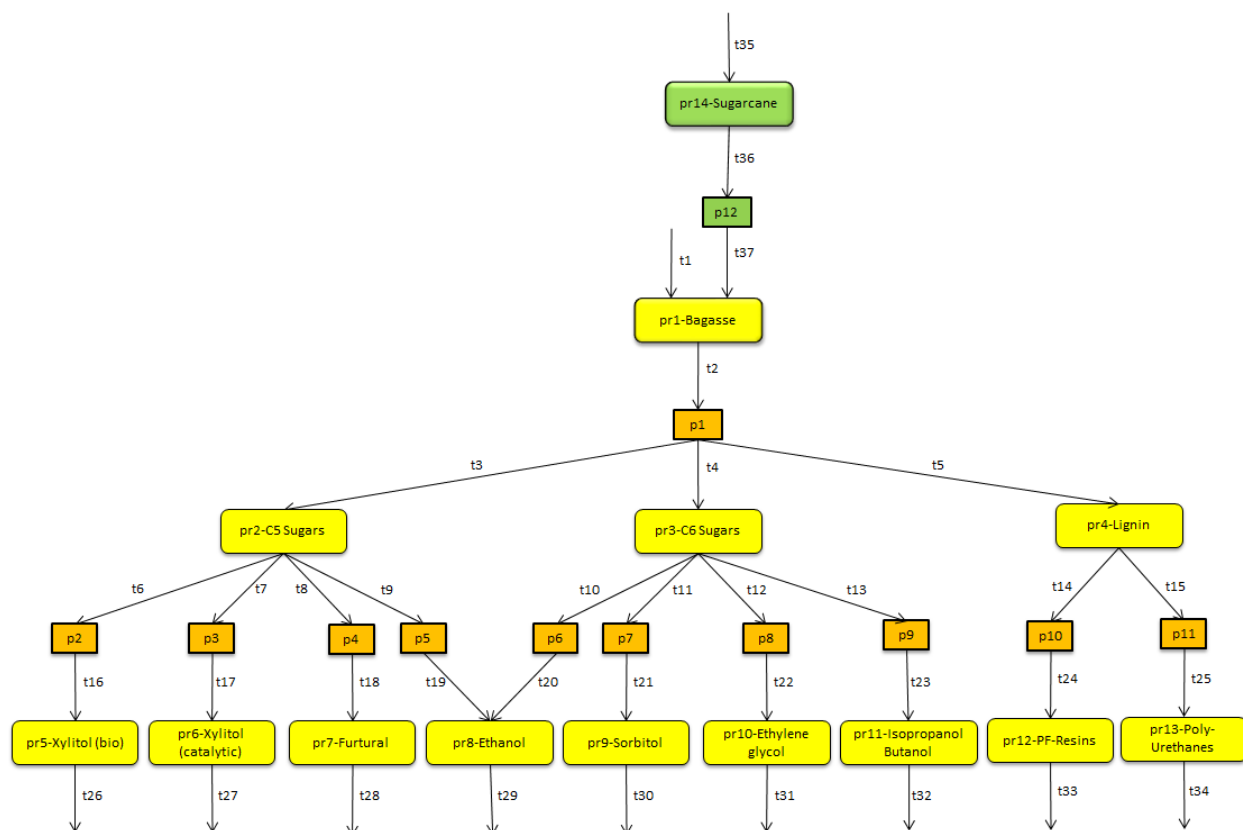 t35
pr14-Sugarcane
t36
p12
t1
t37
pr1-Bagasse
t2
p1
t3
t4
t5
pr2-C5 Sugars
pr3-C6 Sugars
pr4-Lignin
t6
t7
t8
t9
t10
t11
t12
t13
t14
t15
p2
p3
p4
p5
p6
p7
p8
p9
p10
p11
t16
t17
t18
t19
t20
t21
t22
t23
t24
t25
pr5-Xylitol (bio)
pr6-Xylitol
(catalytic)
pr7-Furtural
pr8-Ethanol
pr9-Sorbitol
pr10-Ethylene
glycol
pr11-Isopropanol
Butanol
pr12-PF-Resins
pr13-Poly-
Urethanes
t26
t27
t28
t29
t30
t31
t32
t33
t34